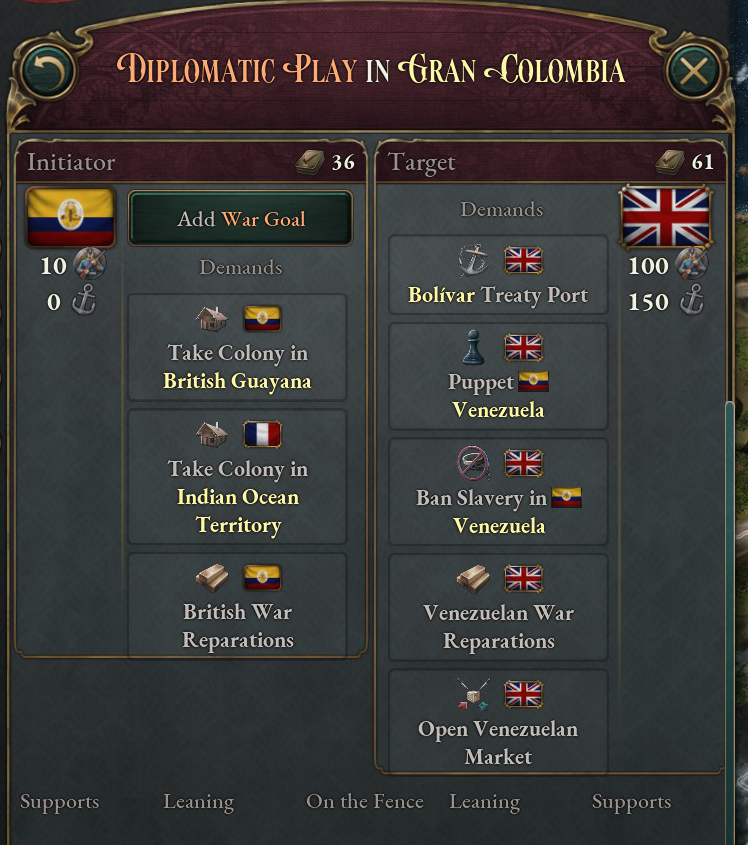 DIPLOMATIC PLAY IN GRAN COLOMBIA
Initiator
36
Target
61
Add War Goal
10
0
Demands
Take Colony in
British Guayana
Take Colony in
Indian Ocean
Territory
British War
Reparations
Demands
100
150
Bolívar Treaty Port
Puppet
Venezuela
Ban Slavery in
Venezuela
Venezuelan War
Reparations
Open Venezuelan
Market
Supports
Leaning
On the Fence
Leaning
Supports